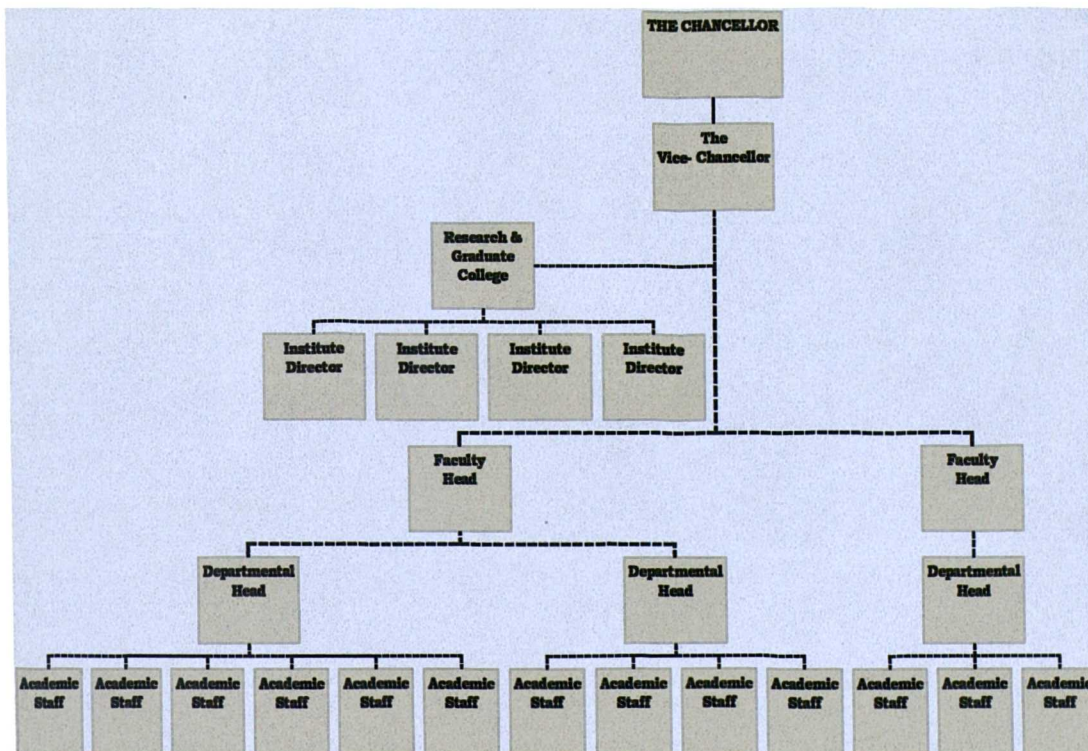 THE CHANCELLOR
The
Vice- Chancellor
Research &
Graduate
College
Institute
Director
Institute
Director
Institute
Director
Institute
Director
Faculty
Head
Faculty
Head
Departmental
Head
Departmental
Head
Departmental
Head
Academic
Staff
Academic
Staff
Academic
Staff
Academic
Staff
Academic
Staff
Academic
Staff
Academic
Staff
Academic
Staff
Academic
Staff
Academic
Staff
Academic
Staff
Academic
Staff
Academic
Staff